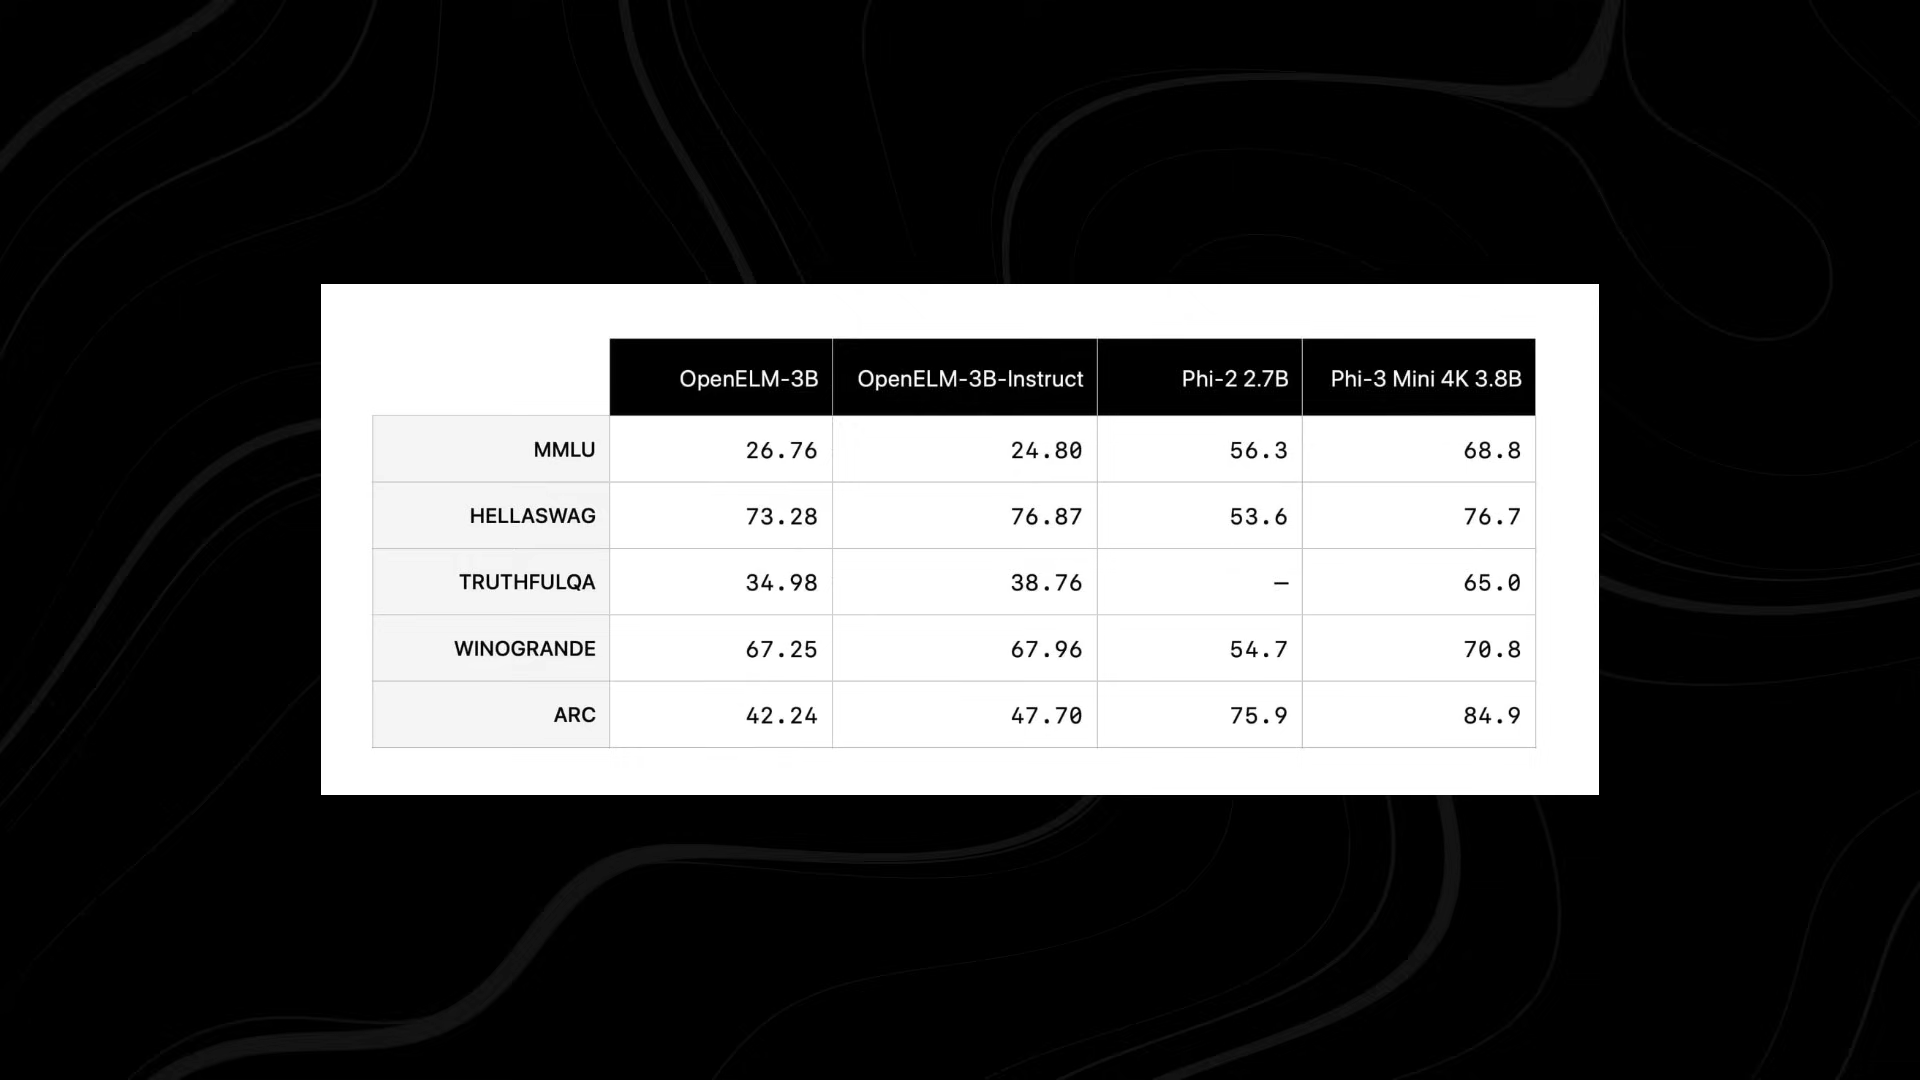 OpenELM-3B OpenELM-3B-Instruct Phi-2 2.7B Phi-3 Mini 4K 3.8B
MMLU 26.76 24.80 56.3 68.8
HELLASWAG 73.28 76.87 53.6 76.7
TRUTHFULQA 34.98 38.76 – 65.0
WINOGRANDE 67.25 67.96 54.7 70.8
ARC 42.24 47.70 75.9 84.9